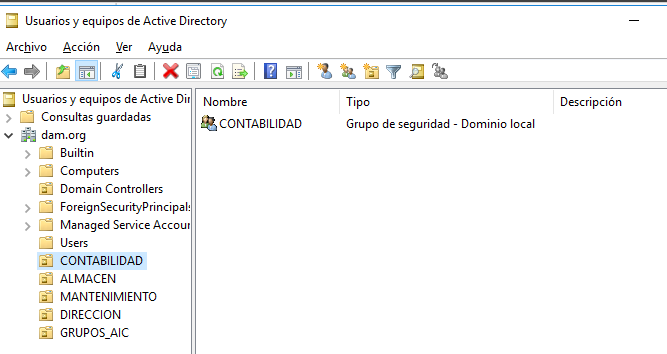 Usuarios y equipos de Active Directory
Archivo Acción Ver Ayuda
Usuarios y equipos de Active Dire
Consultas guardadas
dam.org
Builtin
Computers
Domain Controllers
ForeignSecurityPrincipals
Managed Service Accour
Users
CONTABILIDAD
ALMACEN
MANTENIMIENTO
DIRECCION
GRUPOS_AIC
Nombre Tipo Descripción
CONTABILIDAD Grupo de seguridad - Dominio local